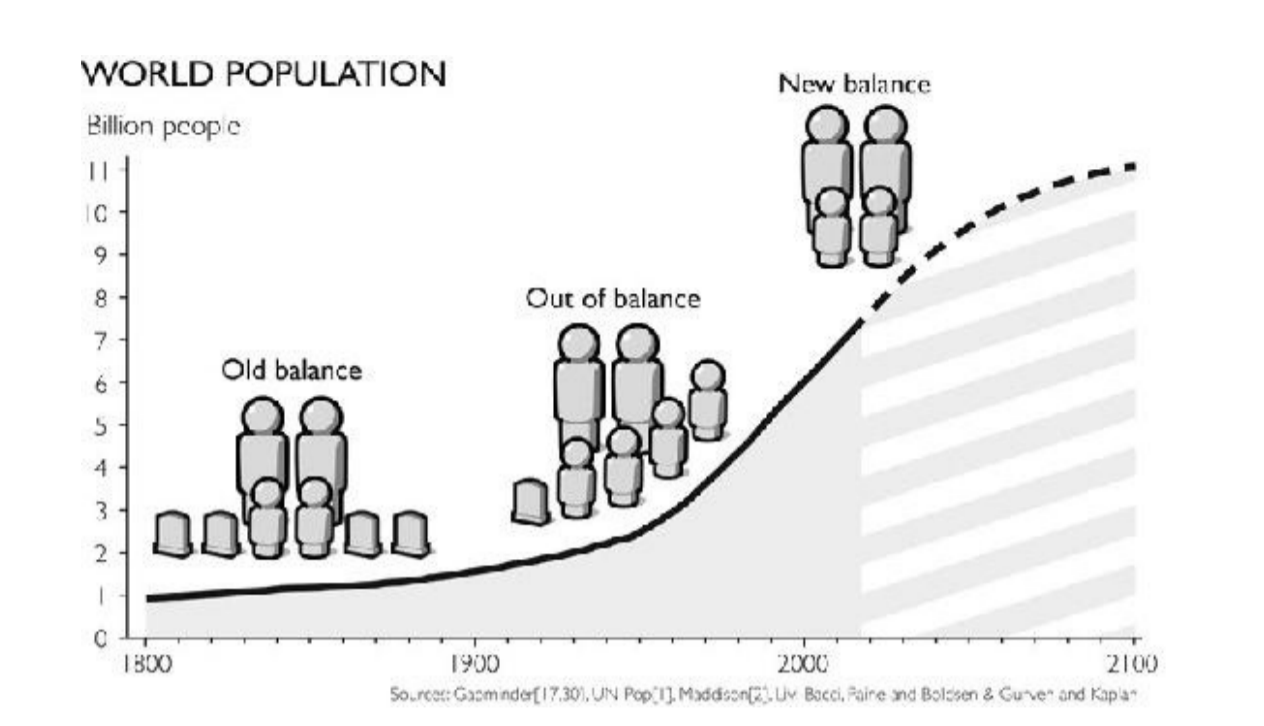 WORLD POPULATION
Billion people
New balance
Out of balance
Old balance
11
10
9
8
7
6
5
4
3
2
1
0
1800 1900 2000 2100
Sources: Gapminder[17,30], UN-Pop[1], Maddison[2], Livi-Bacci, Paine and Boldsen & Gurven and Kaplan